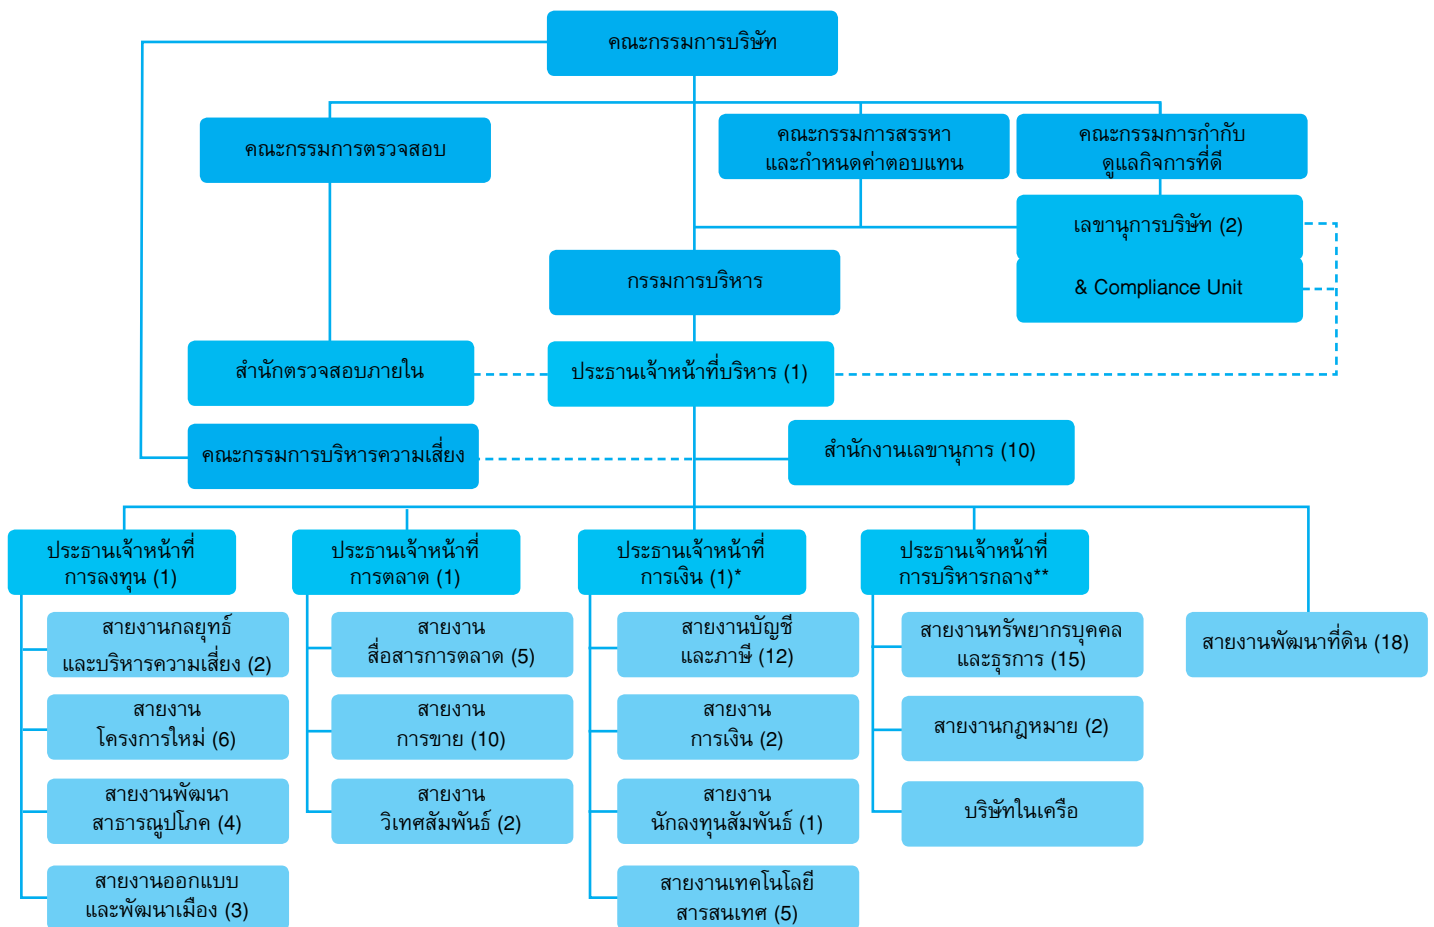 คณะกรรมการบริษัท
คณะกรรมการตรวจสอบ
คณะกรรมการสรรหา
และกำหนดค่าตอบแทน
คณะกรรมการกำกับ
ดูแลกิจการที่ดี
เลขานุการบริษัท (2)
& Compliance Unit
กรรมการบริหาร
สำนักตรวจสอบภายใน
ประธานเจ้าหน้าที่บริหาร (1)
คณะกรรมการบริหารความเสี่ยง
สำนักงานเลขานุการ (10)
ประธานเจ้าหน้าที่
การลงทุน (1)
สายงานกลยุทธ์
และบริหารความเสี่ยง (2)
สายงาน
โครงการใหม่ (6)
สายงานพัฒนา
สาธารณูปโภค (4)
สายงานออกแบบ
และพัฒนาเมือง (3)
ประธานเจ้าหน้าที่
การตลาด (1)
สายงาน
สื่อสารการตลาด (5)
สายงาน
การขาย (10)
สายงาน
วิเทศสัมพันธ์ (2)
ประธานเจ้าหน้าที่
การเงิน (1)*
สายงานบัญชี
และภาษี (12)
สายงาน
การเงิน (2)
สายงาน
นักลงทุนสัมพันธ์ (1)
สายงานเทคโนโลยี
สารสนเทศ (5)
ประธานเจ้าหน้าที่
การบริหารกลาง**
สายงานทรัพยากรบุคคล
และธุรการ (15)
สายงานกฎหมาย (2)
บริษัทในเครือ
สายงานพัฒนาที่ดิน (18)